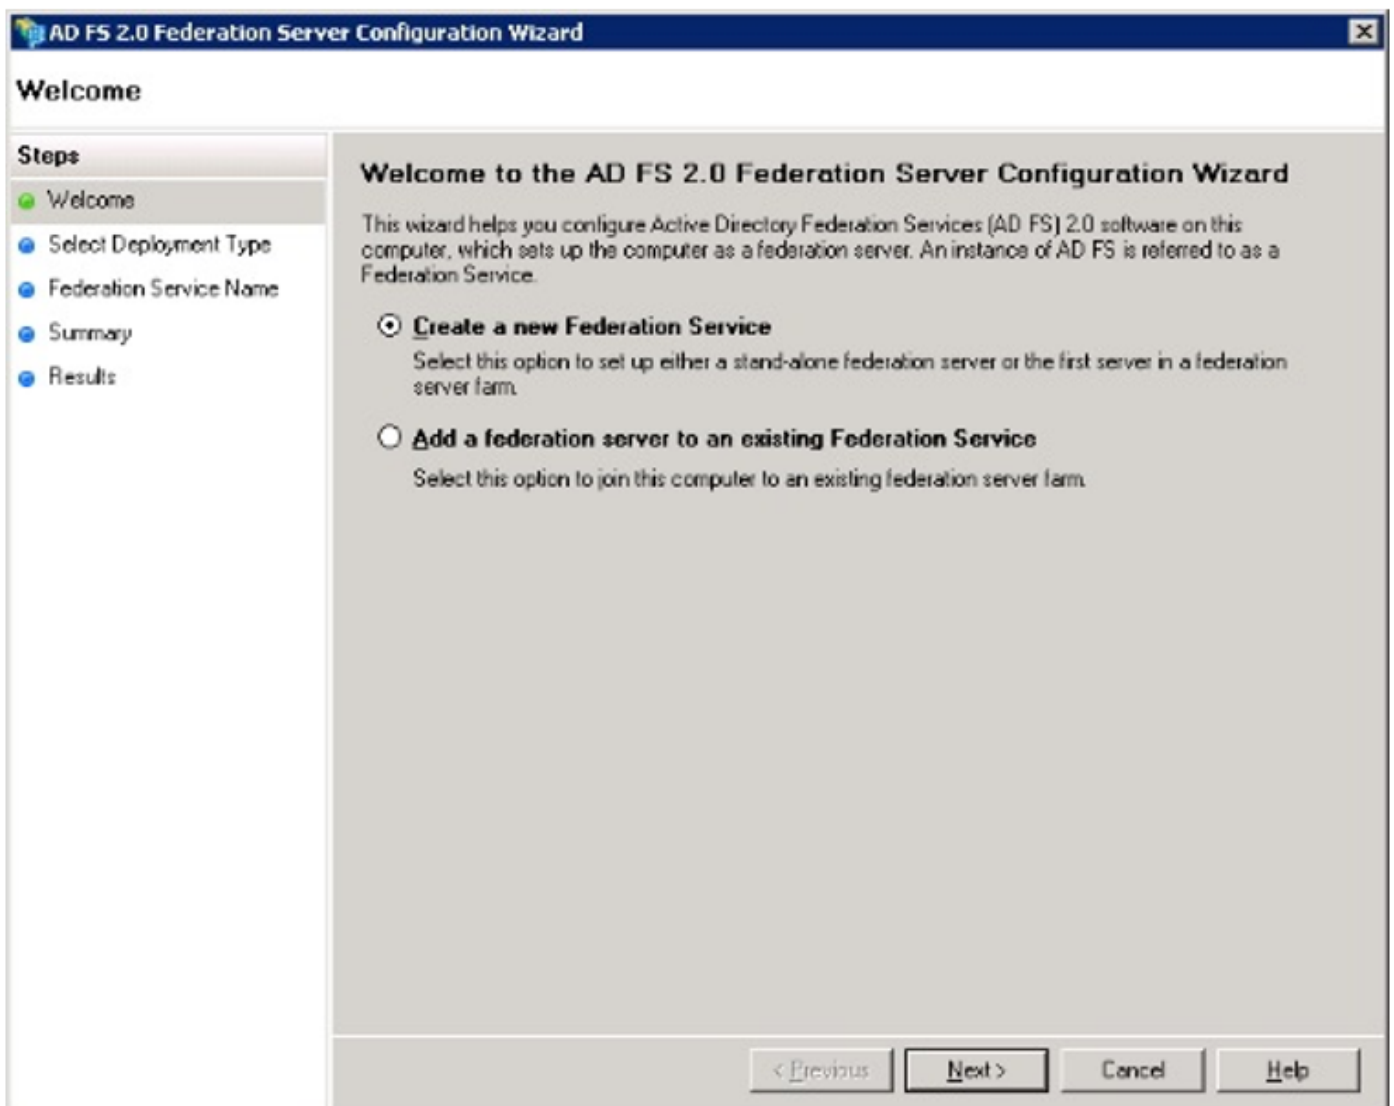 AD FS 2.0 Federation Server Configuration Wizard
Welcome
Steps
Welcome
Select Deployment Type
Federation Service Name
Summary
Results
Welcome to the AD FS 2.0 Federation Server Configuration Wizard
This wizard helps you configure Active Directory Federation Services (AD FS) 2.0 software on this
computer, which sets up the computer as a federation server. An instance of AD FS is referred to as a
Federation Service.
Create a new Federation Service
Select this option to set up either a stand-alone federation server or the first server in a federation
server farm.
Add a federation server to an existing Federation Service
Select this option to join this computer to an existing federation server farm.
< Previous
Next >
Cancel
Help